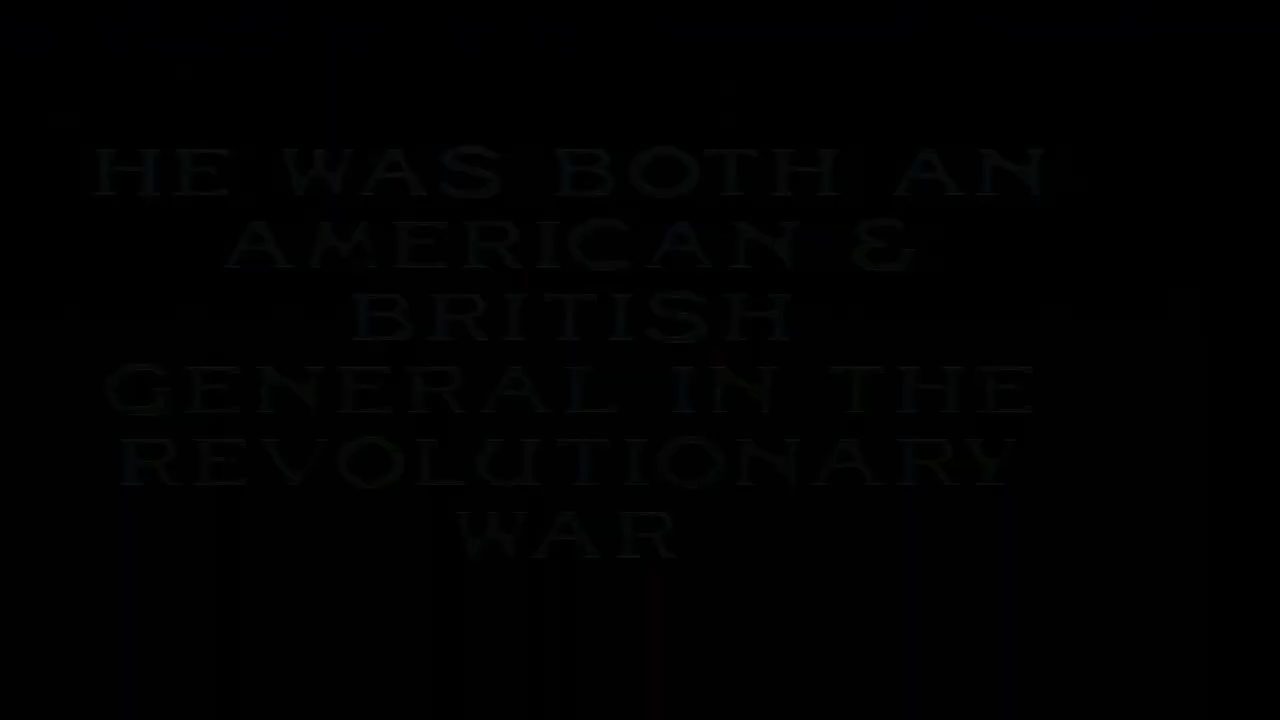 HE WAS BOTH AN
AMERICAN &
BRITISH
GENERAL IN THE
REVOLUTIONARY
WAR